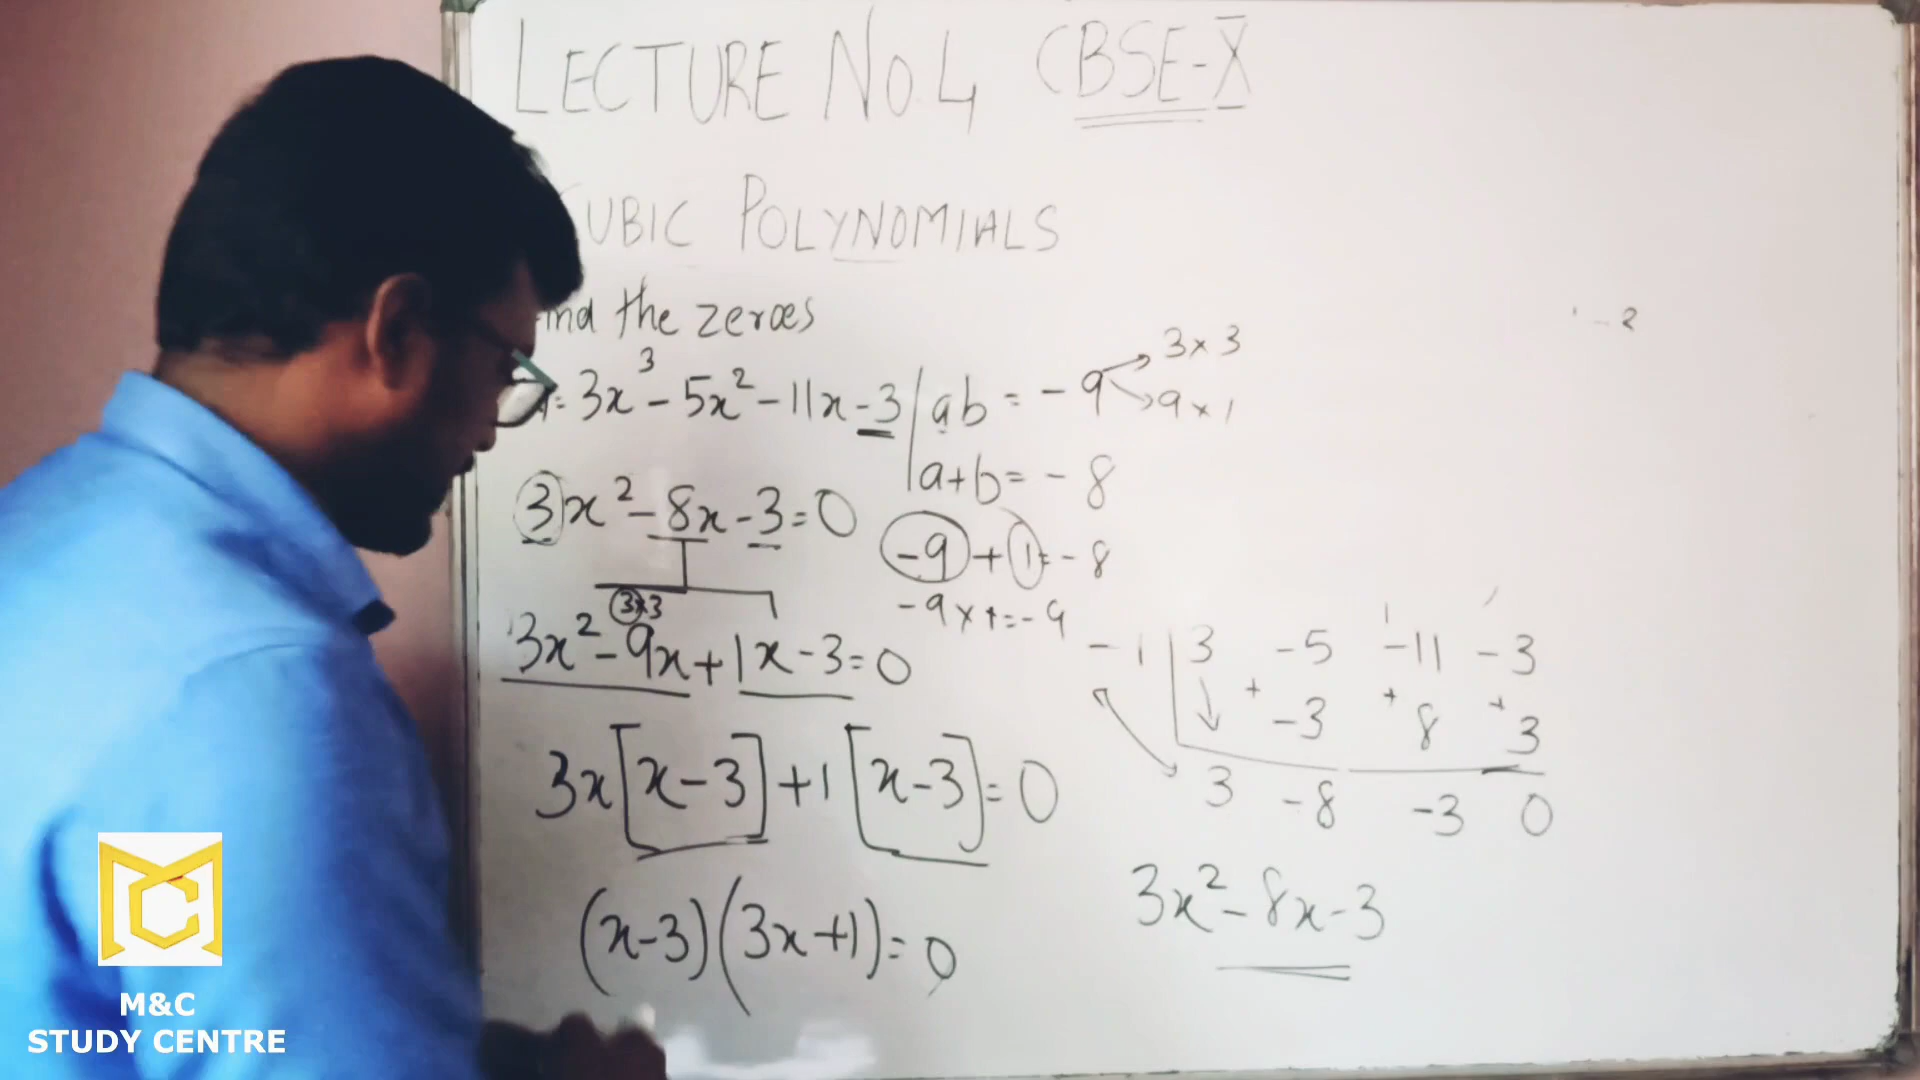 LECTURE No.4 CBSE-X
UBIC POLYNOMIALS
the zeroes
= 3x³ - 5x² - 11x - 3
3x² - 8x - 3 = 0
3x3
3x² - 9x + 1x - 3 = 0
3x[x-3] + 1[x-3] = 0
(x-3)(3x+1) = 0
ab = -9
3x3
9x1
a+b = -8
-9 + 1 = -8
-9 x 1 = -9
-1 | 3 -5 -11 -3
+ -3 + 8 + 3
3 -8 -3 0
3x² - 8x - 3
M&C
STUDY CENTRE